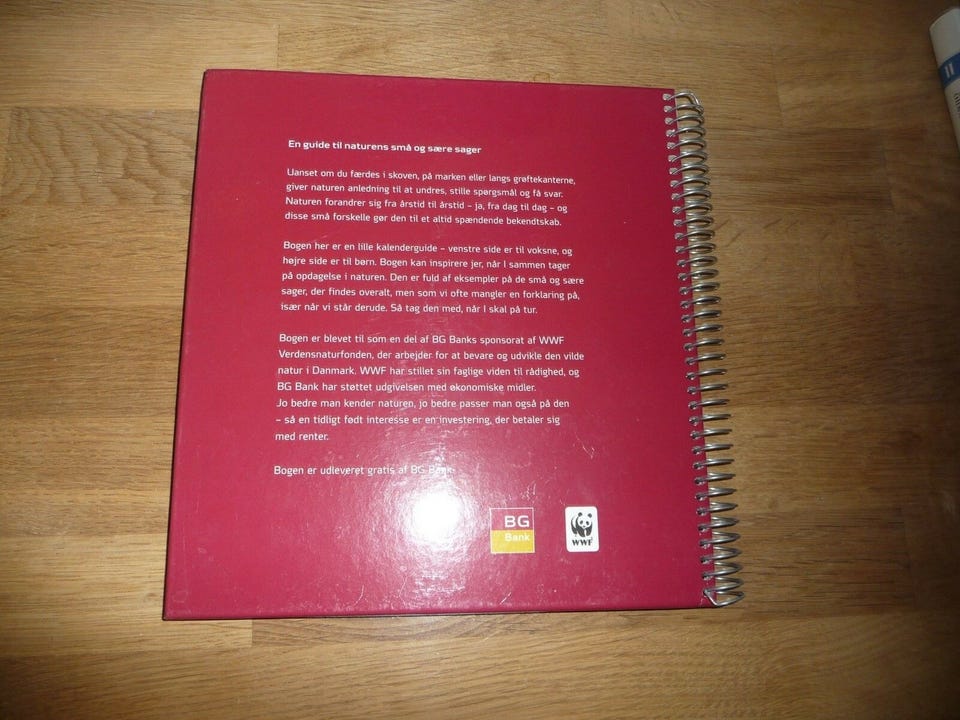 En guide til naturens små og sære sager
Uanset om du færdes i skoven, på marken eller langs grøftekanterne,
giver naturen anledning til at undres, stille spørgsmål og få svar.
Naturen forandrer sig fra årstid til årstid – ja, fra dag til dag – og
disse små forskelle gør den til et altid spændende bekendtskab.
Bogen her er en lille kalenderguide – venstre side er til voksne, og
højre side er til børn. Bogen kan inspirere jer, når I sammen tager
på opdagelse i naturen. Den er fuld af eksempler på de små og sære
sager, der findes overalt, men som vi ofte mangler en forklaring på,
især når vi står derude. Så tag den med, når I skal på tur.
Bogen er blevet til som en del af BG Banks sponsorat af WWF
Verdensnaturfonden, der arbejder for at bevare og udvikle den vilde
natur i Danmark. WWF har stillet sin faglige viden til rådighed, og
BG Bank har støttet udgivelsen med økonomiske midler.
Jo bedre man kender naturen, jo bedre passer man også på den
– så en tidligt født interesse er en investering, der betaler sig
med renter.
Bogen er udleveret gratis af BG Bank
BG
Bank
WWF